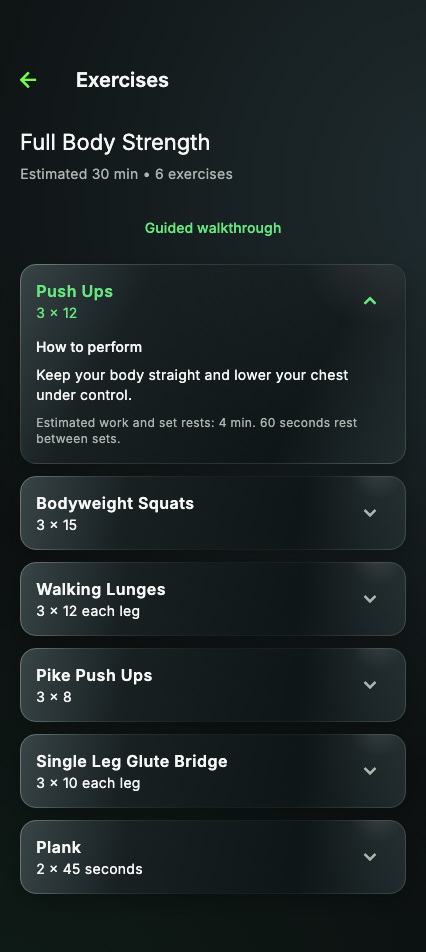 Exercises
Full Body Strength
Estimated 30 min • 6 exercises
Guided walkthrough
Push Ups
3 × 12
How to perform
Keep your body straight and lower your chest
under control.
Estimated work and set rests: 4 min. 60 seconds rest
between sets.
Bodyweight Squats
3 × 15
Walking Lunges
3 × 12 each leg
Pike Push Ups
3 × 8
Single Leg Glute Bridge
3 × 10 each leg
Plank
2 × 45 seconds